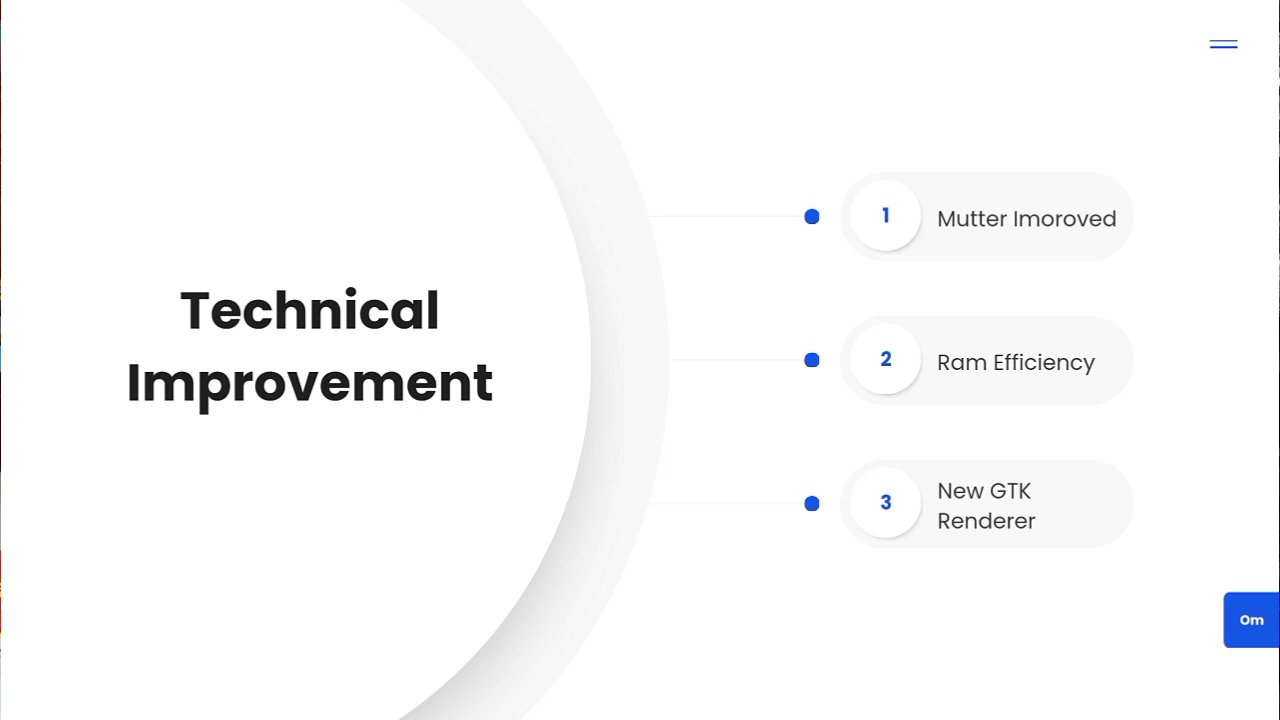 Technical
Improvement
1
Mutter Imoroved
2
Ram Efficiency
3
New GTK
Renderer
Om